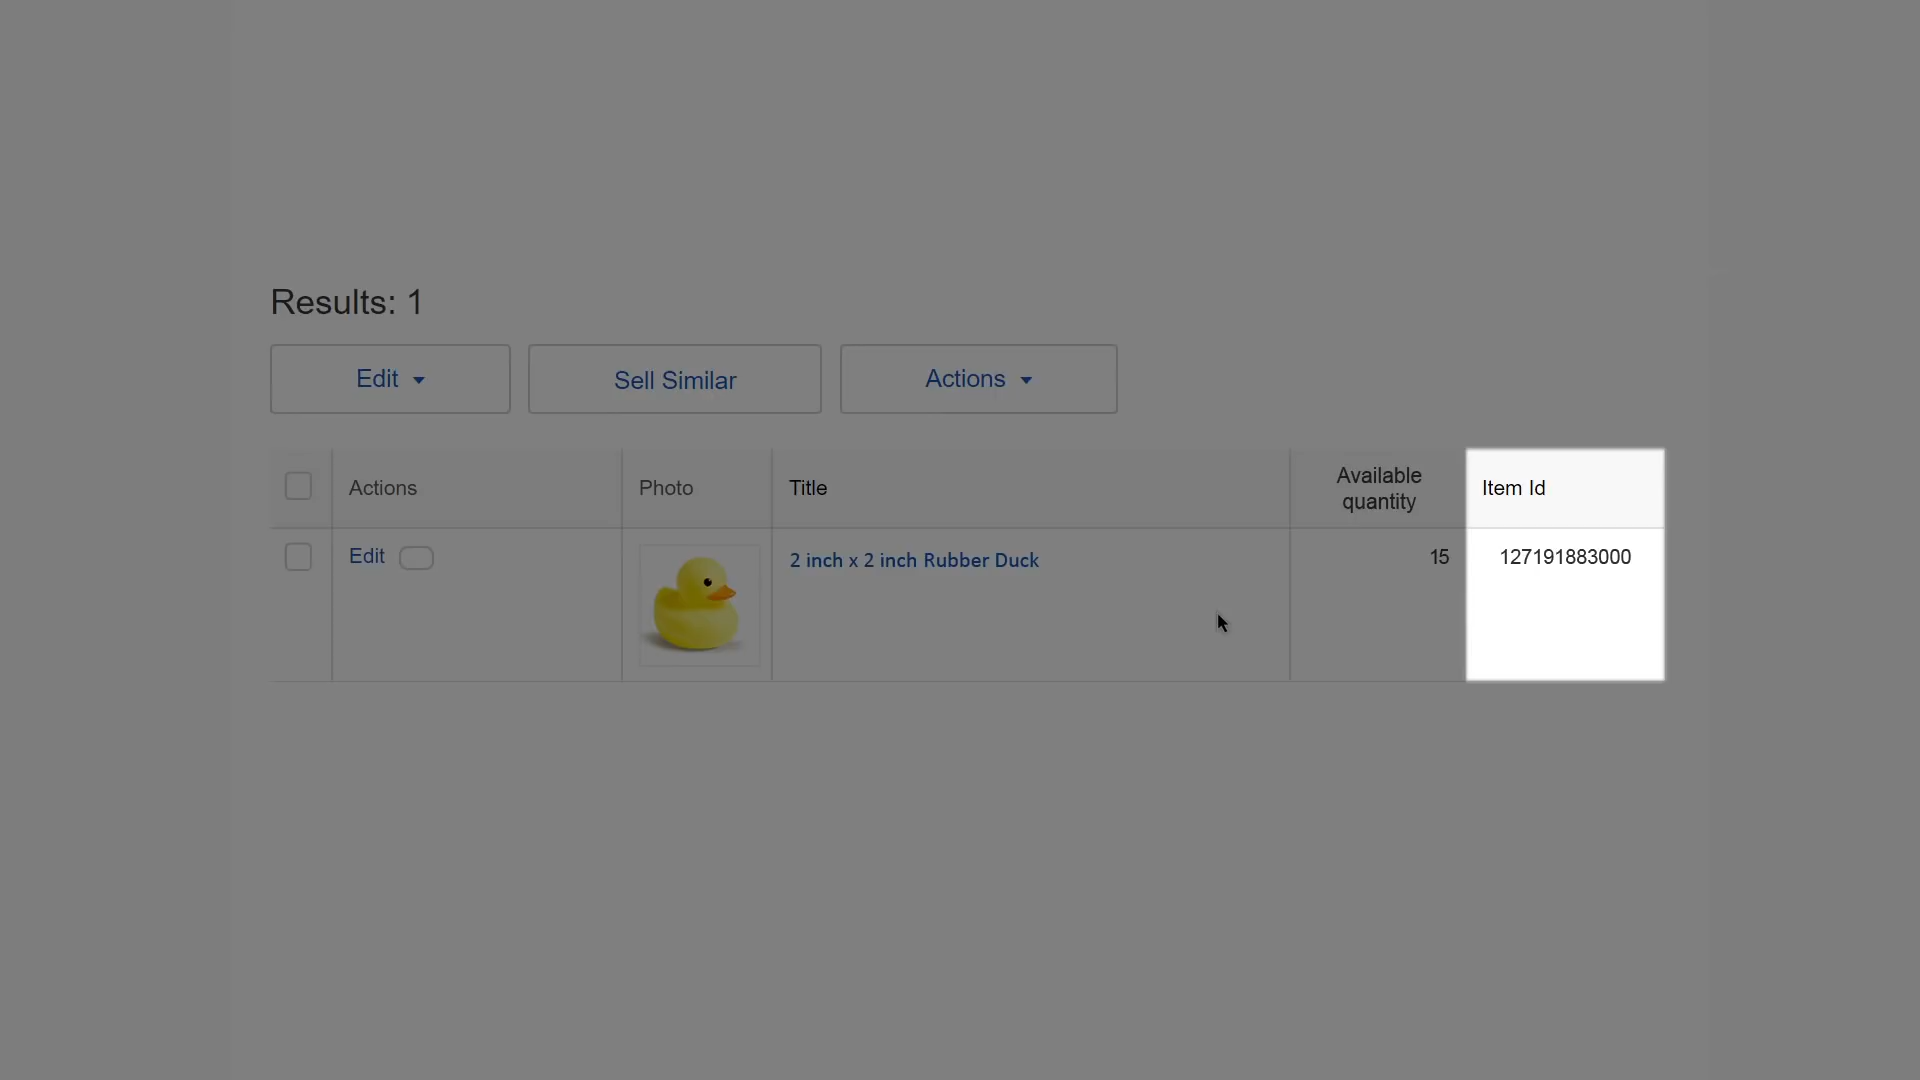 Results: 1
Edit
Sell Similar
Actions
Actions
Photo
Title
Available
quantity
Item Id
Edit
2 inch x 2 inch Rubber Duck
15
127191883000